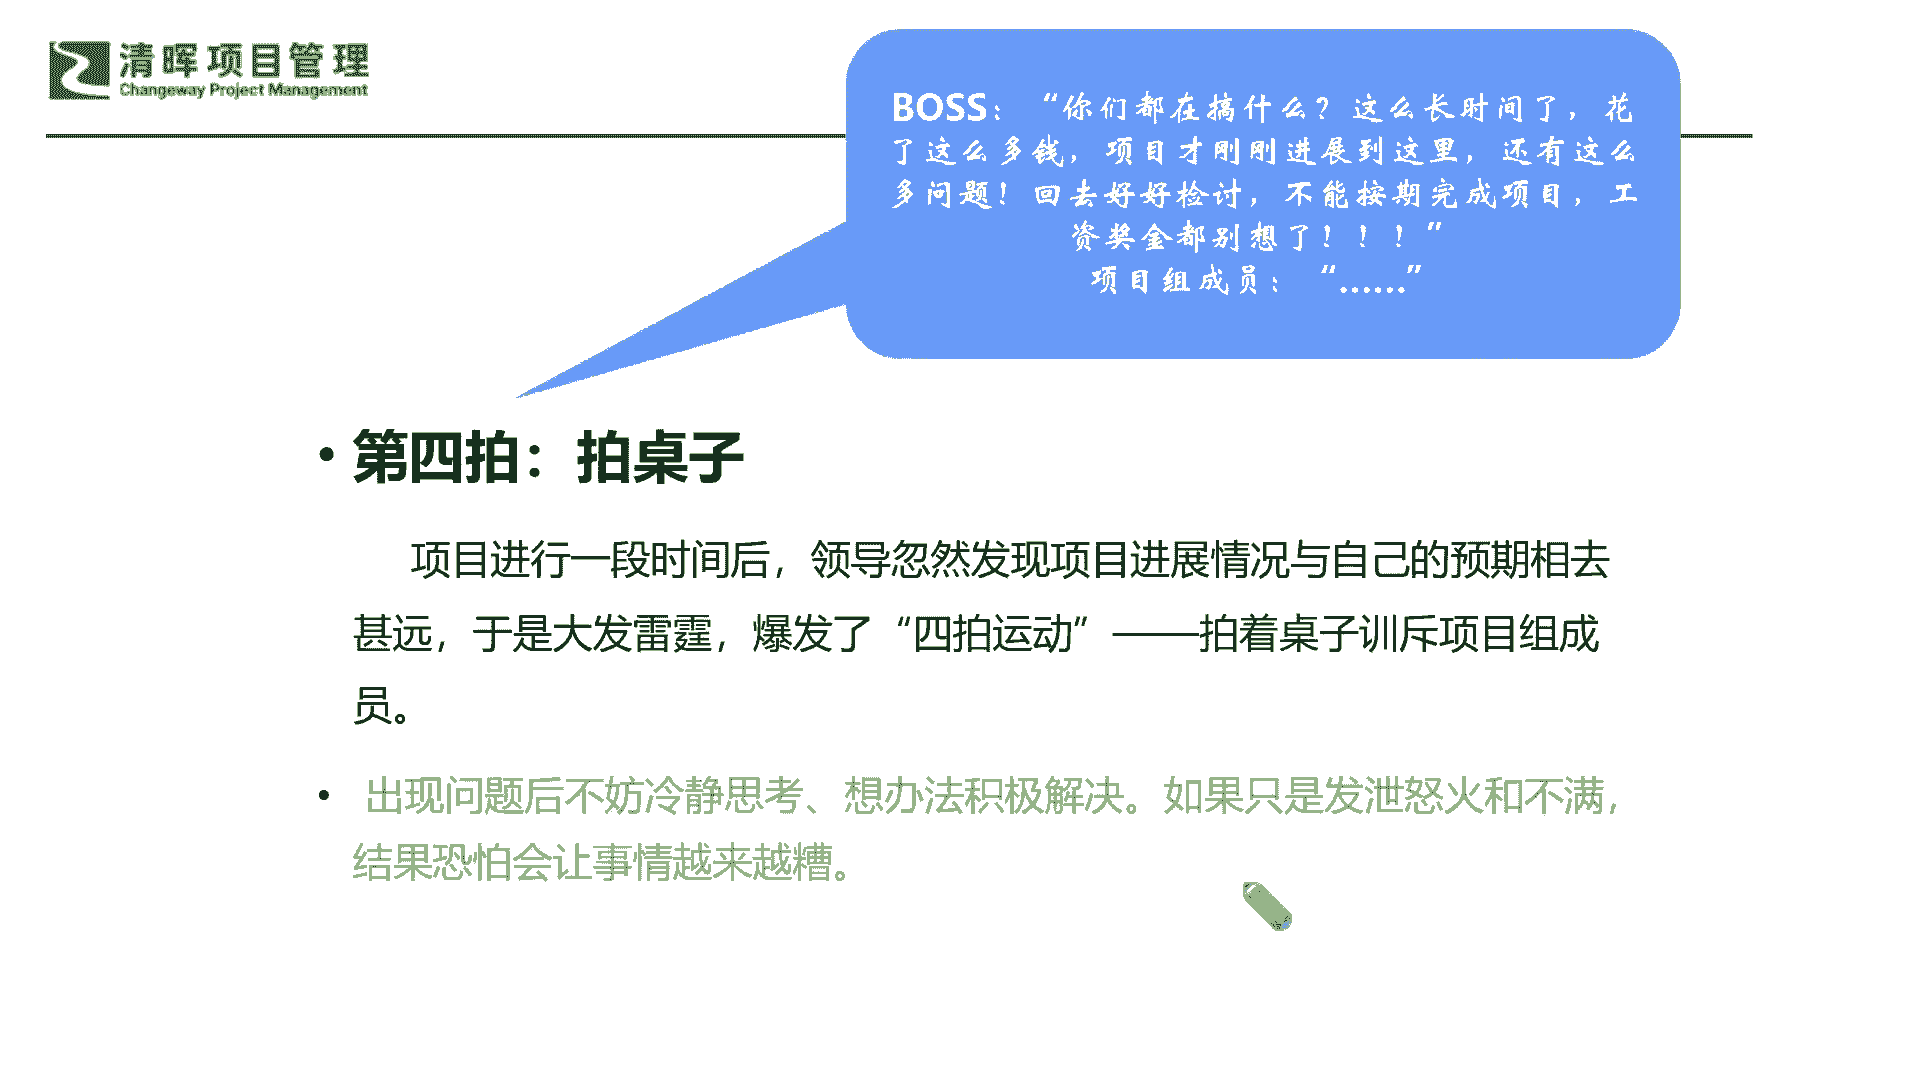 清晖项目管理
Changeway Project Management
BOSS：“你们都在搞什么？这么长时间了，花
了这么多钱，项目才刚刚进展到这里，还有这么
多问题！回去好好检讨，不能按期完成项目，工
资奖金都别想了！！！”
项目组成员：“……”
• 第四拍：拍桌子
项目进行一段时间后，领导忽然发现项目进展情况与自己的预期相去
甚远，于是大发雷霆，爆发了“四拍运动”——拍着桌子训斥项目组成
员。
• 出现问题后不妨冷静思考、想办法积极解决。如果只是发泄怒火和不满，
结果恐怕会让事情越来越糟。